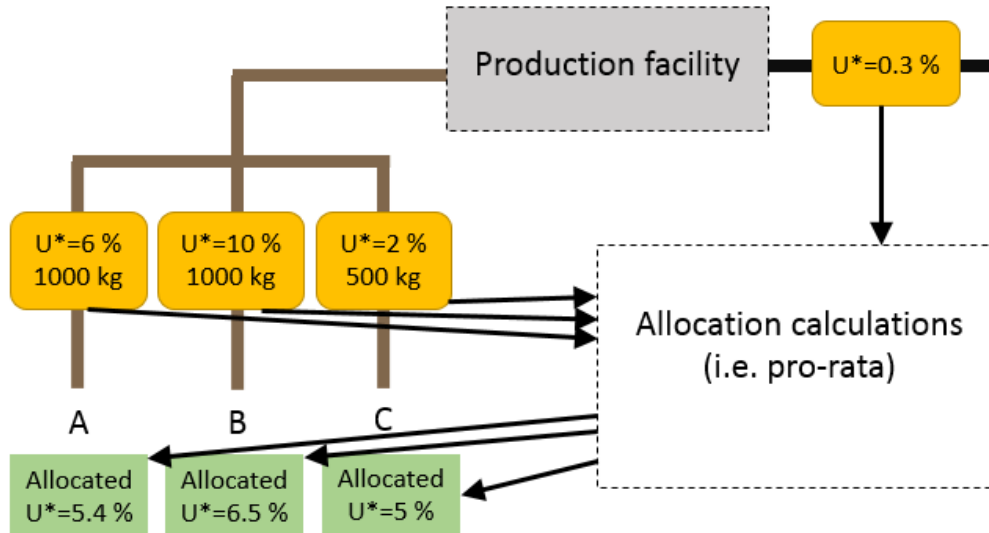 Production facility
U*=0.3 %
U*=6 %
1000 kg
U*=10 %
1000 kg
U*=2 %
500 kg
Allocation calculations
(i.e. pro-rata)
A
B
C
Allocated
U*=5.4 %
Allocated
U*=6.5 %
Allocated
U*=5 %